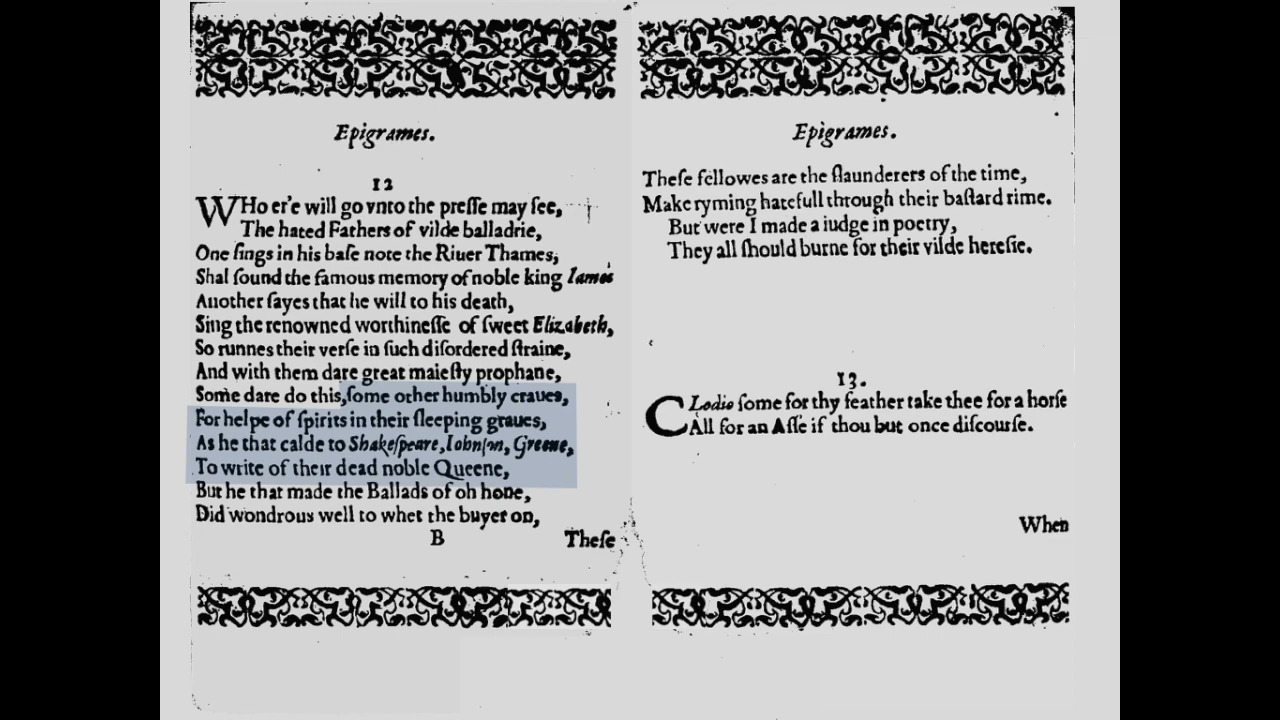 Epigrames.
12
WHo er'e will go vnto the preſſe may ſee,
The hated Fathers of vilde balladrie,
One ſings in his baſe note the Riuer Thames,
Shal ſound the famous memory of noble king Iames
Another ſayes that he will to his death,
Sing the renowned worthineſſe of ſweet Elizabeth,
So runnes their verſe in ſuch diſordered ſtraine,
And with them dare great maieſty prophane,
Some dare do this, ſome other humbly craues,
For helpe of ſpirits in their ſleeping graues,
As he that calde to Shakeſpeare, Iohnſon, Greene,
To write of their dead noble Queene,
But he that made the Ballads of oh hone,
Did wondrous well to whet the buyer on,
B
Theſe
Epigrames.
Theſe fellowes are the ſlaunderers of the time,
Make ryming hatefull through their baſtard rime.
But were I made a iudge in poetry,
They all ſhould burne for their vilde hereſie.
13.
CLodio ſome for thy feather take thee for a horſe
All for an Aſſe if thou but once diſcourſe.
When